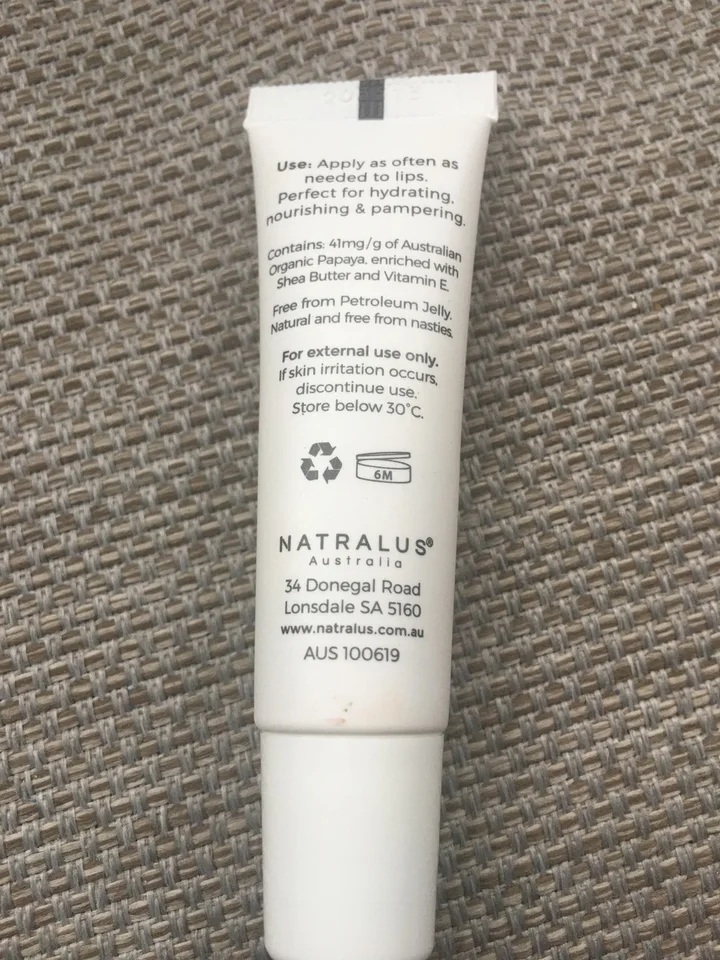 Use: Apply as often as
needed to lips.
Perfect for hydrating,
nourishing & pampering.
Contains: 41mg/g of Australian
Organic Papaya, enriched with
Shea Butter and Vitamin E.
Free from Petroleum Jelly.
Natural and free from nasties.
For external use only.
If skin irritation occurs,
discontinue use.
Store below 30°C.
6M
NATRALUS®
Australia
34 Donegal Road
Lonsdale SA 5160
www.natralus.com.au
AUS 100619